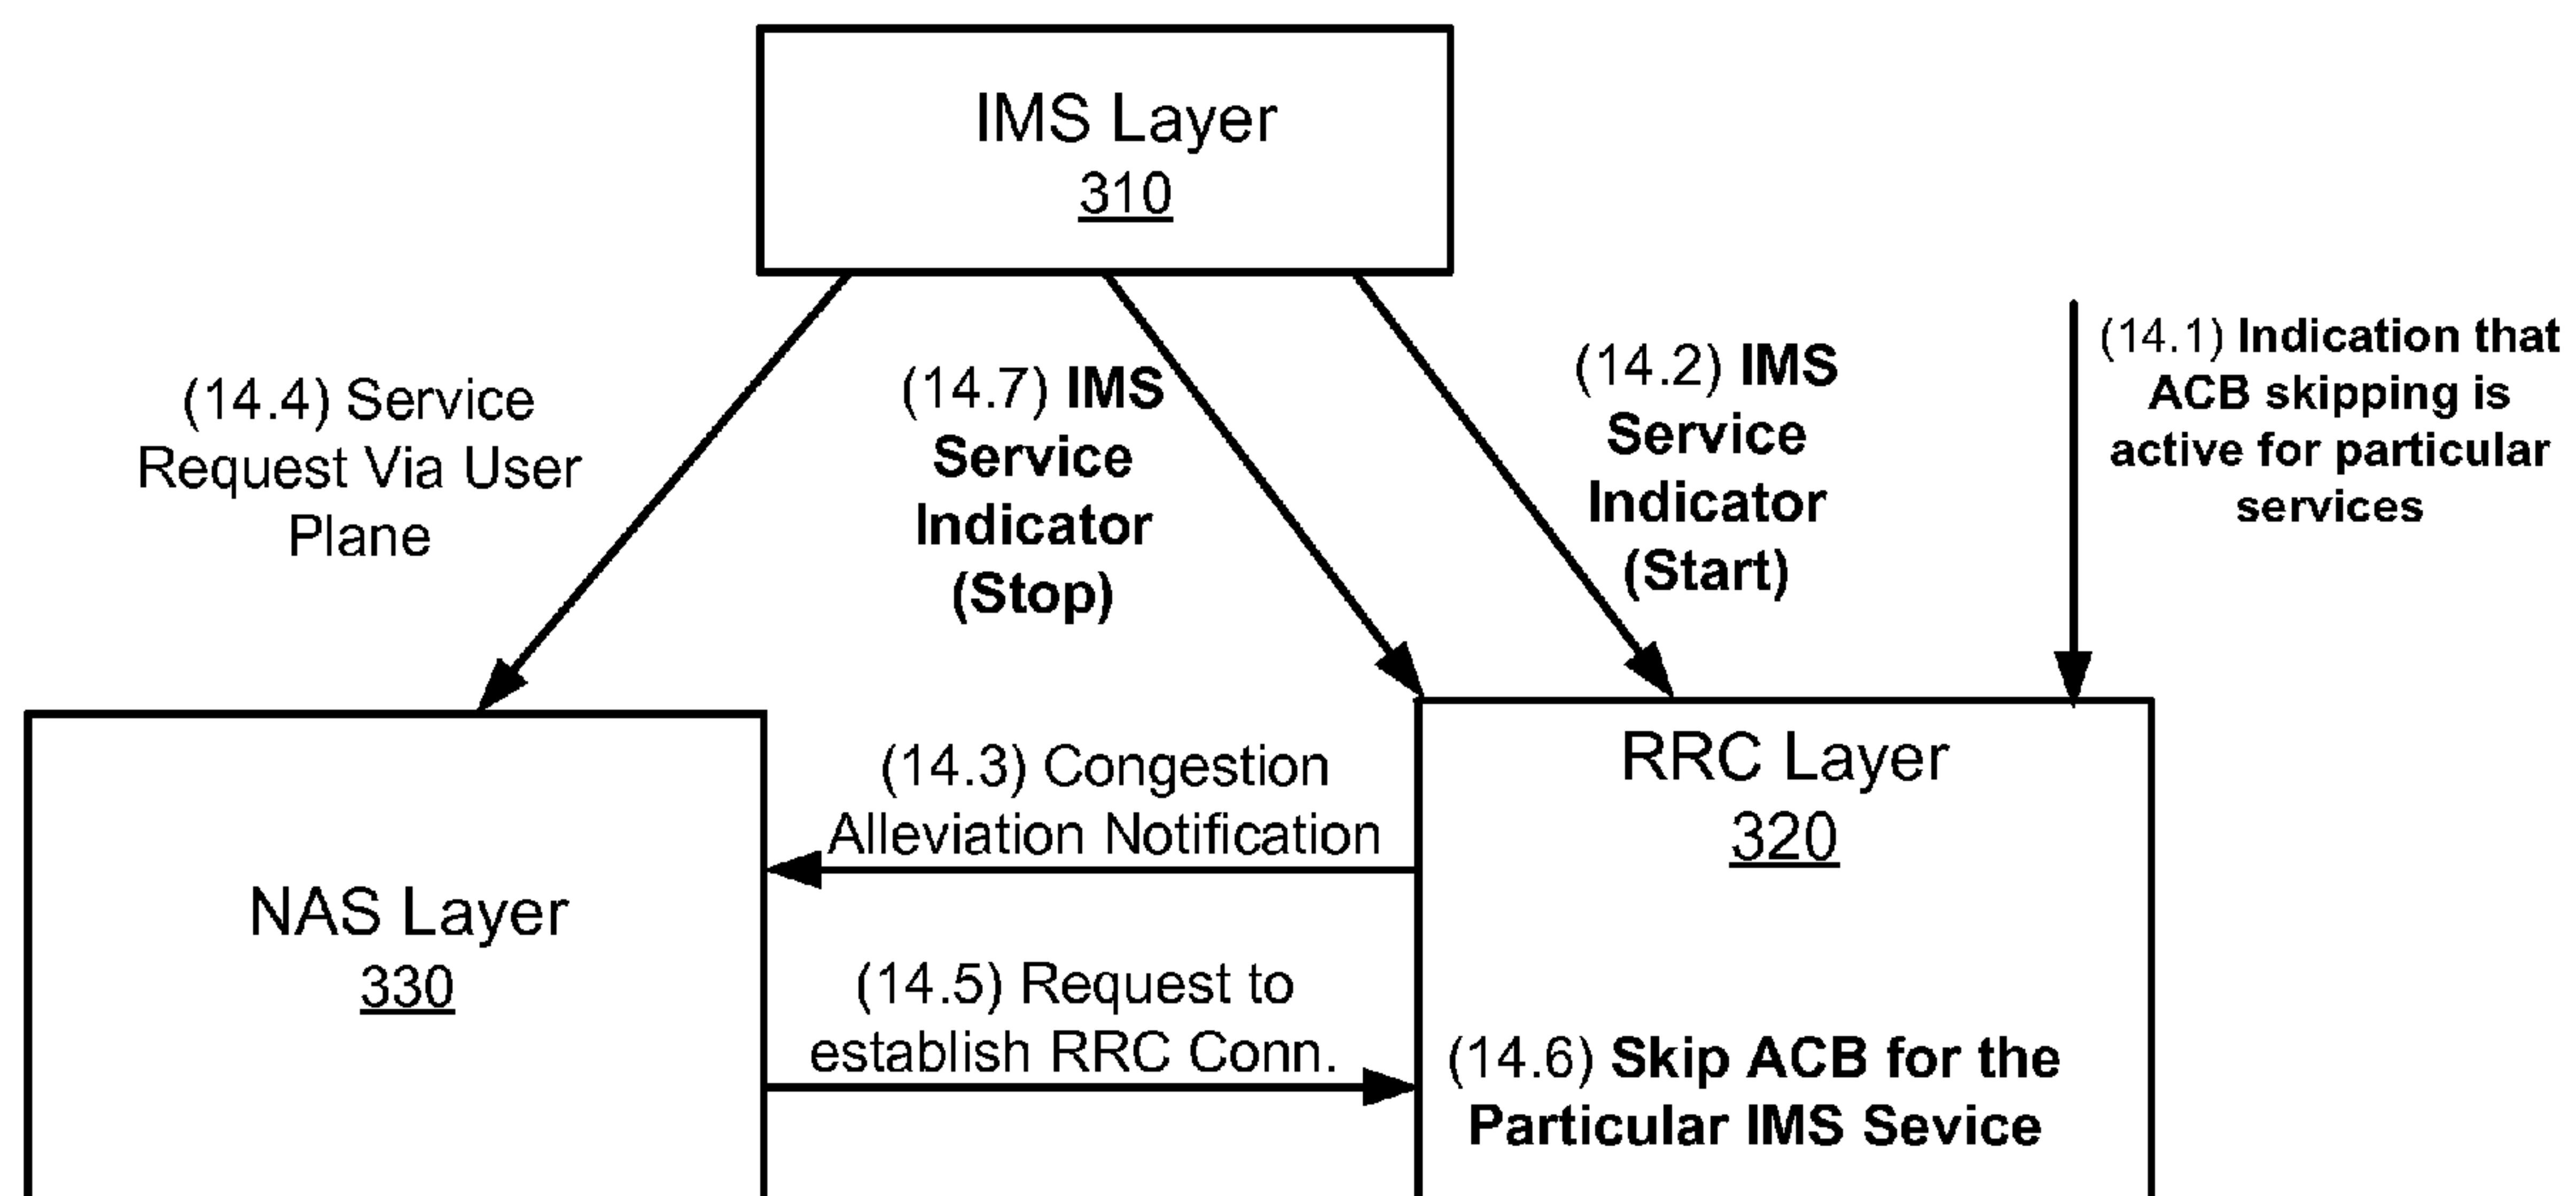 IMS Layer
310
(14.4) Service
Request Via User
Plane
(14.7) IMS
Service
Indicator
(Stop)
(14.2) IMS
Service
Indicator
(Start)
(14.1) Indication that
ACB skipping is
active for particular
services
NAS Layer
330
(14.3) Congestion
Alleviation Notification
(14.5) Request to
establish RRC Conn.
RRC Layer
320
(14.6) Skip ACB for the
Particular IMS Sevice